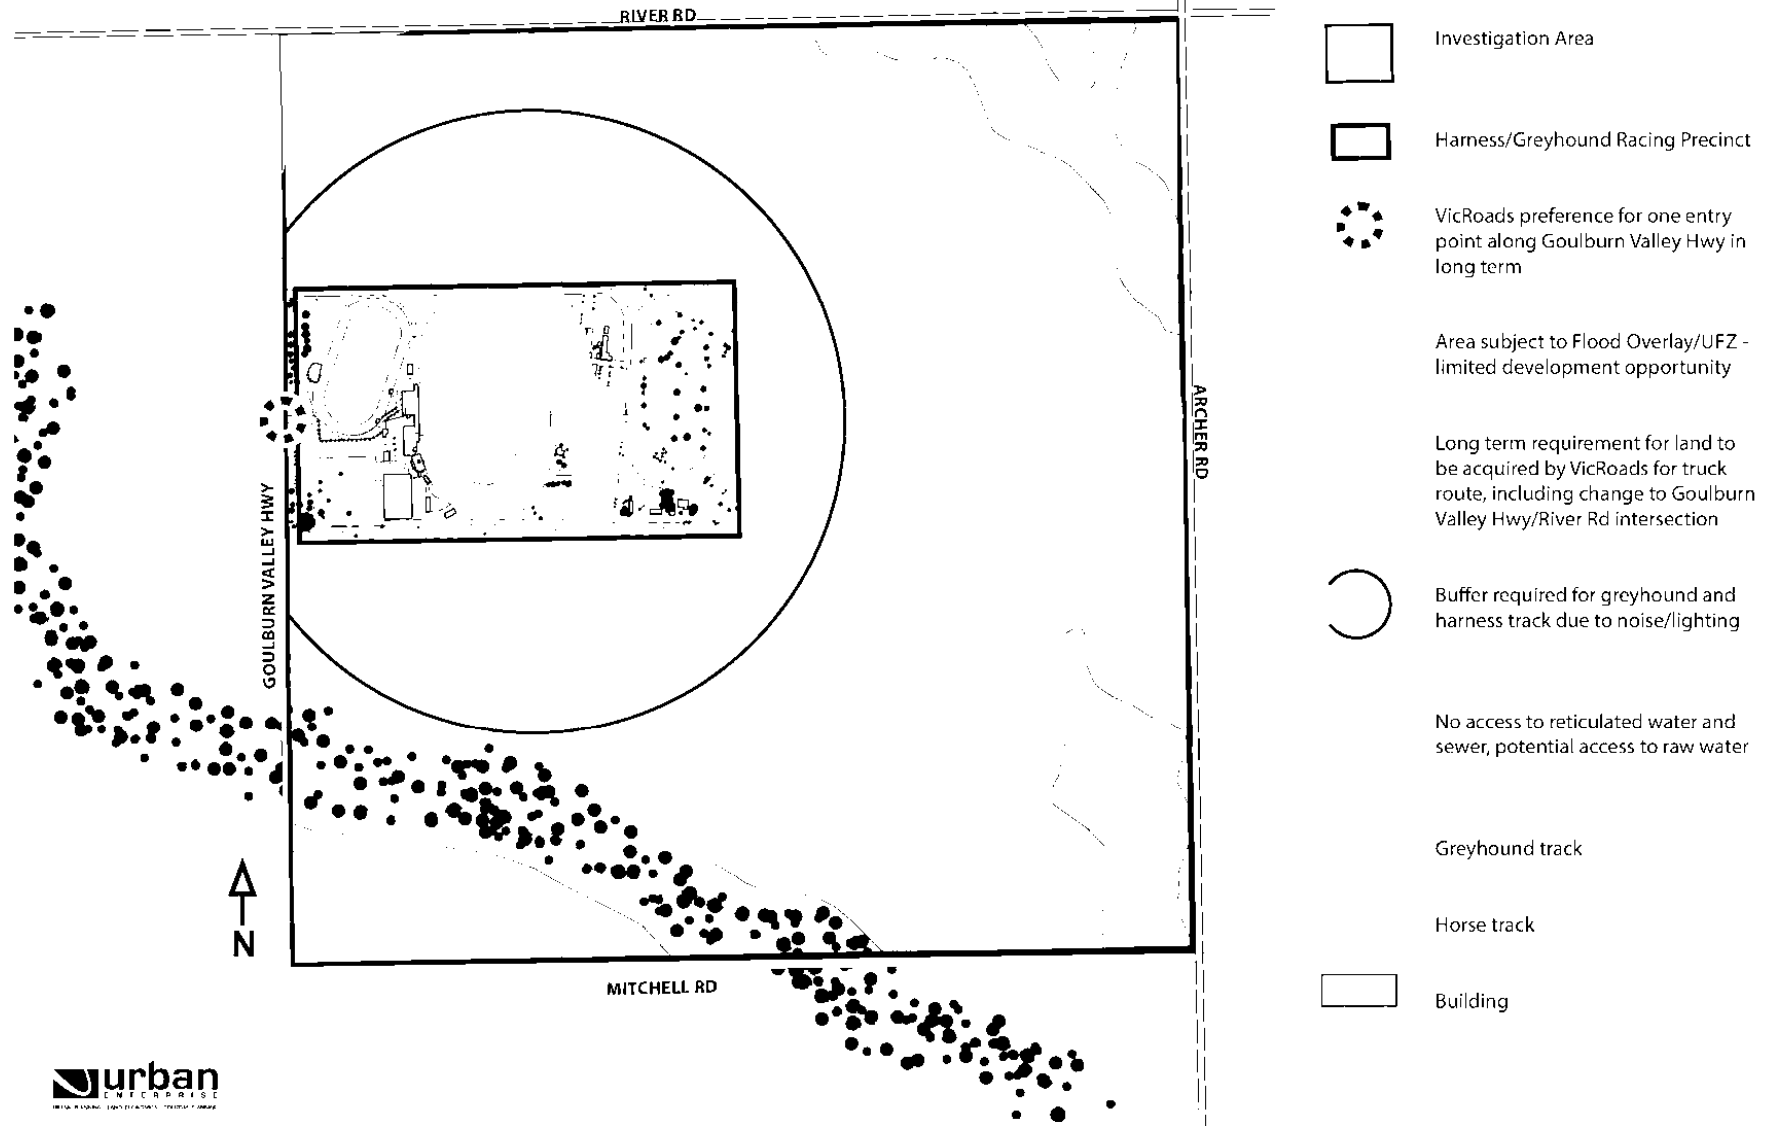 RIVER RD
Investigation Area
Harness/Greyhound Racing Precinct
VicRoads preference for one entry
point along Goulburn Valley Hwy in
long term
Area subject to Flood Overlay/UFZ -
limited development opportunity
Long term requirement for land to
be acquired by VicRoads for truck
route, including change to Goulburn
Valley Hwy/River Rd intersection
Buffer required for greyhound and
harness track due to noise/lighting
No access to reticulated water and
sewer, potential access to raw water
Greyhound track
Horse track
Building
ARCHER RD
GOULBURN VALLEY HWY
N
MITCHELL RD
urban
ENTERPRISE